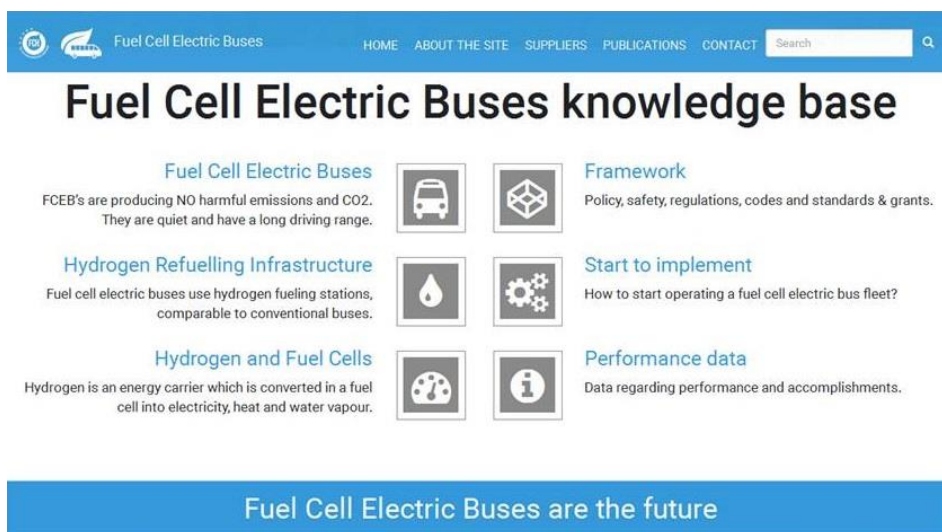 FCH
Fuel Cell Electric Buses
HOME ABOUT THE SITE SUPPLIERS PUBLICATIONS CONTACT Search
Fuel Cell Electric Buses knowledge base
Fuel Cell Electric Buses
FCEB's are producing NO harmful emissions and CO2.
They are quiet and have a long driving range.
Framework
Policy, safety, regulations, codes and standards & grants.
Hydrogen Refuelling Infrastructure
Fuel cell electric buses use hydrogen fueling stations,
comparable to conventional buses.
Start to implement
How to start operating a fuel cell electric bus fleet?
Hydrogen and Fuel Cells
Hydrogen is an energy carrier which is converted in a fuel
cell into electricity, heat and water vapour.
Performance data
Data regarding performance and accomplishments.
Fuel Cell Electric Buses are the future